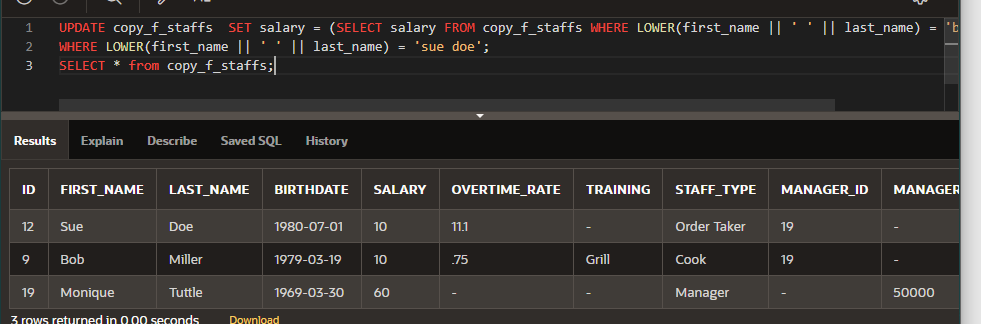 1 UPDATE copy_f_staffs  SET salary = (SELECT salary FROM copy_f_staffs WHERE LOWER(first_name || ' ' || last_name) = 'b
2 WHERE LOWER(first_name || ' ' || last_name) = 'sue doe';
3 SELECT * from copy_f_staffs;
Results Explain Describe Saved SQL History
ID FIRST_NAME LAST_NAME BIRTHDATE SALARY OVERTIME_RATE TRAINING STAFF_TYPE MANAGER_ID MANAGER
12 Sue Doe 1980-07-01 10 11.1 - Order Taker 19 -
9 Bob Miller 1979-03-19 10 .75 Grill Cook 19 -
19 Monique Tuttle 1969-03-30 60 - - Manager - 50000
3 rows returned in 0.00 seconds Download